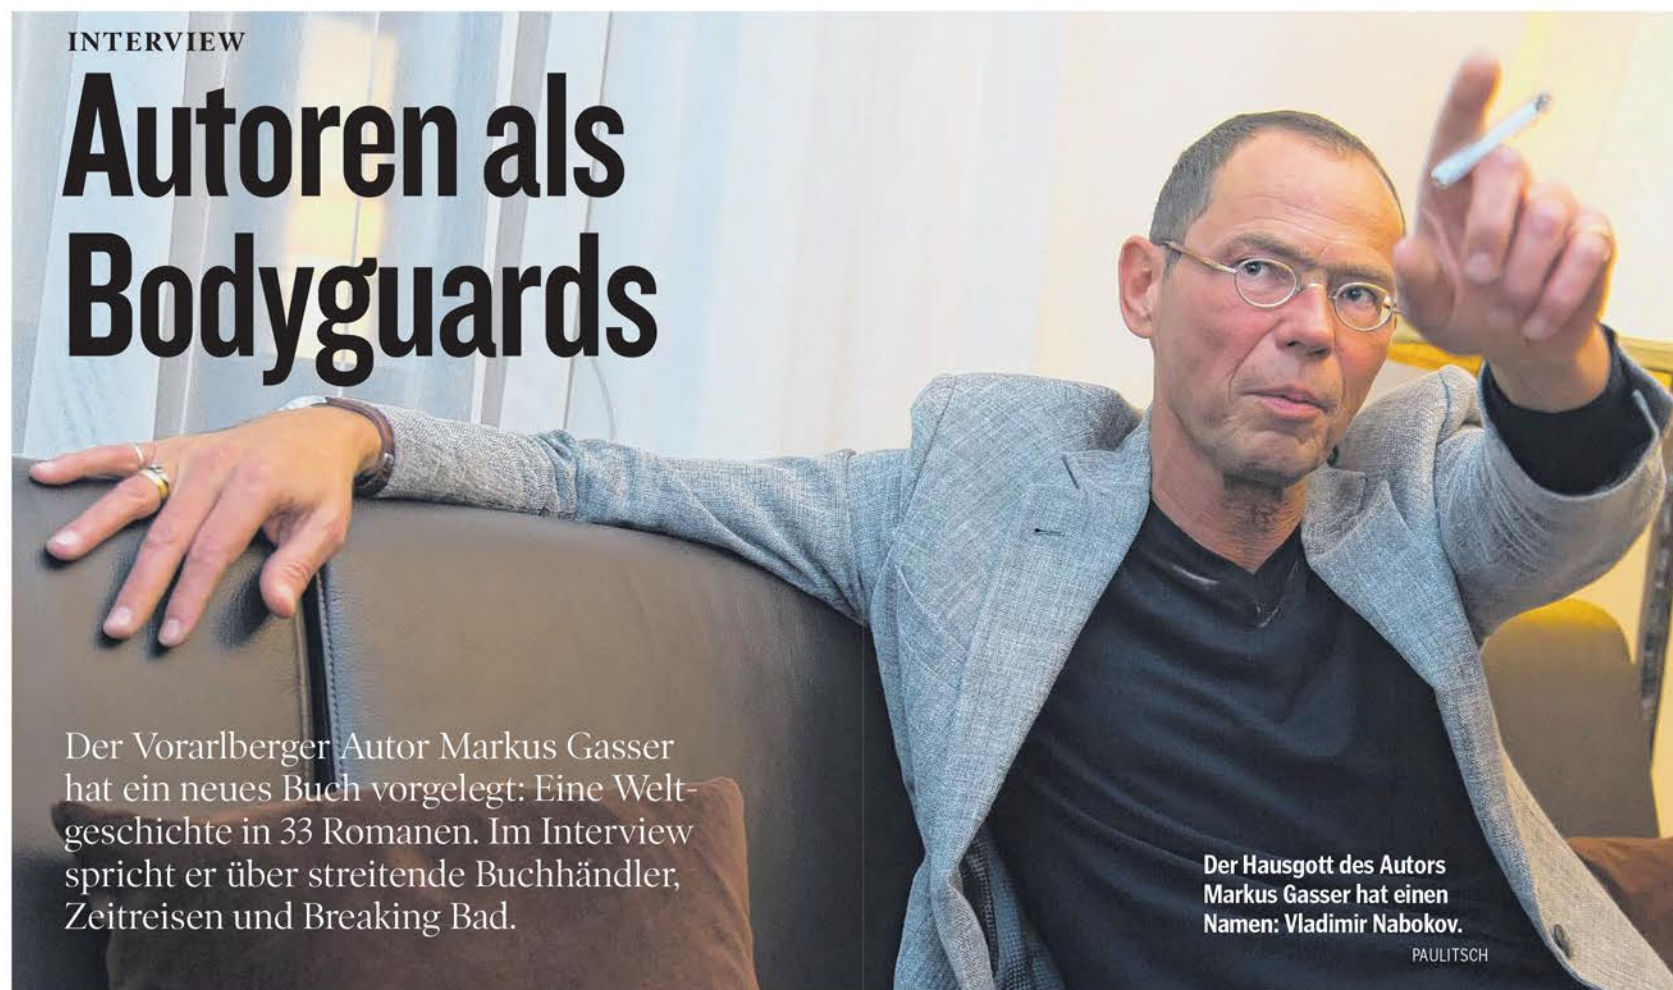 INTERVIEW
Autoren als
Bodyguards
Der Vorarlberger Autor Markus Gasser
hat ein neues Buch vorgelegt: Eine Welt-
geschichte in 33 Romanen. Im Interview
spricht er über streitende Buchhändler,
Zeitreisen und Breaking Bad.
Der Hausgott des Autors
Markus Gasser hat einen
Namen: Vladimir Nabokov.
PAULITSCH